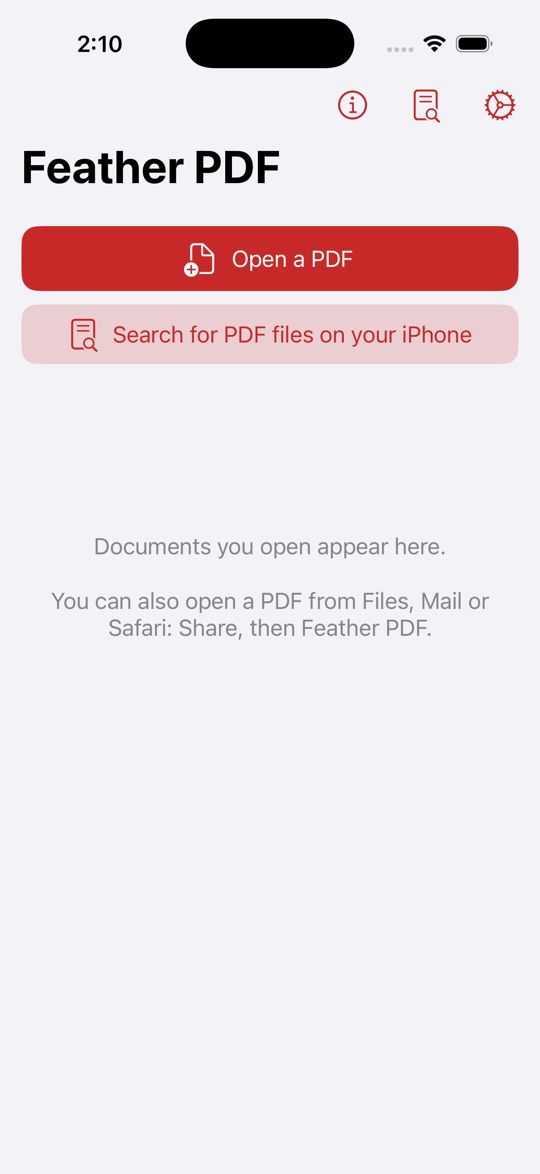 2:10
Feather PDF
Open a PDF
Search for PDF files on your iPhone
Documents you open appear here.
You can also open a PDF from Files, Mail or
Safari: Share, then Feather PDF.